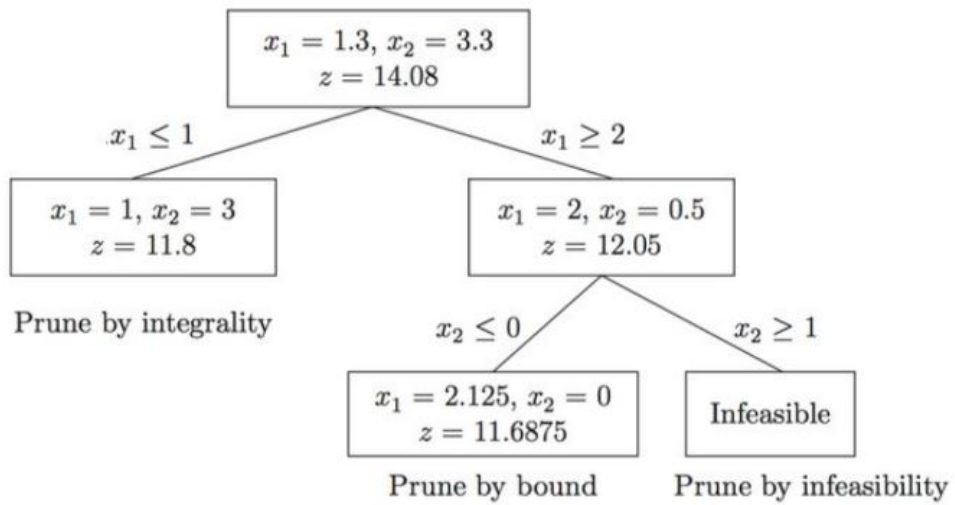 x₁ = 1.3, x₂ = 3.3
z = 14.08
x₁ ≤ 1
x₁ ≥ 2
x₁ = 1, x₂ = 3
z = 11.8
x₁ = 2, x₂ = 0.5
z = 12.05
Prune by integrality
x₂ ≤ 0
x₂ ≥ 1
x₁ = 2.125, x₂ = 0
z = 11.6875
Infeasible
Prune by bound
Prune by infeasibility